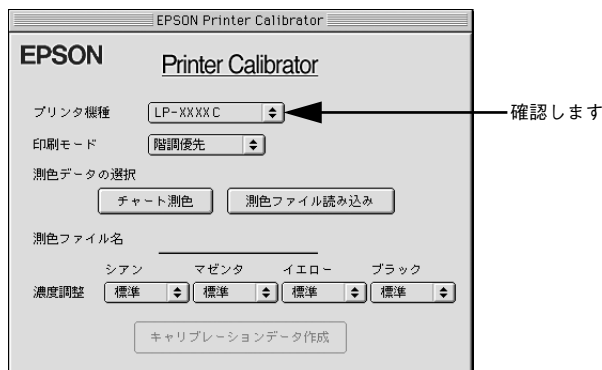 EPSON Printer Calibrator
EPSON
Printer Calibrator
プリンタ機種 LP-XXXXC 確認します
印刷モード 階調優先
測色データの選択
チャート測色 測色ファイル読み込み
測色ファイル名
シアン マゼンタ イエロー ブラック
濃度調整 標準 標準 標準 標準
キャリブレーションデータ作成